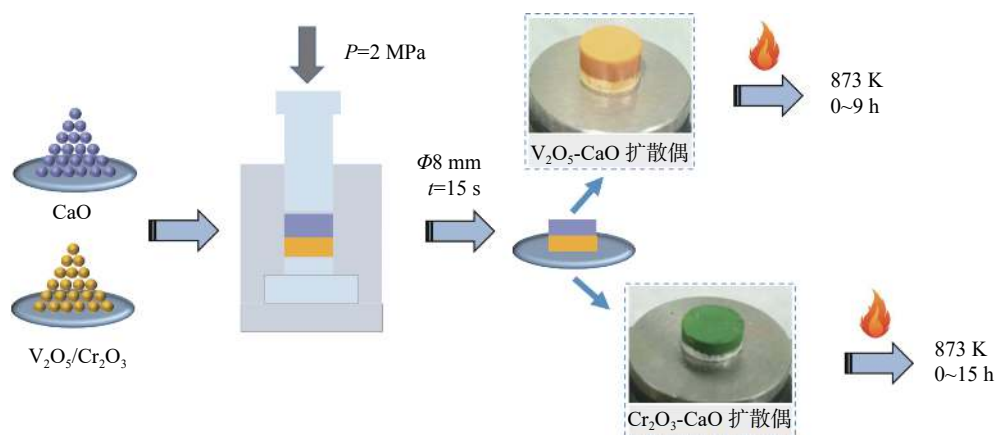 P=2 MPa
CaO
V₂O₅/Cr₂O₃
Φ8 mm
t=15 s
V₂O₅-CaO 扩散偶
873 K
0~9 h
Cr₂O₃-CaO 扩散偶
873 K
0~15 h